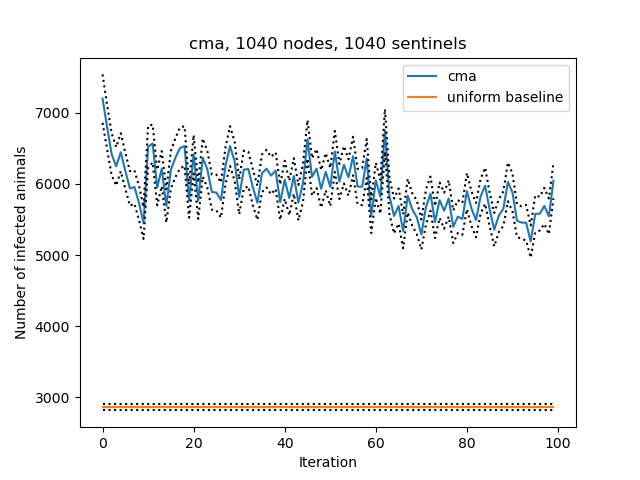 cma, 1040 nodes, 1040 sentinels
cma
uniform baseline
7000
6000
5000
4000
3000
Number of infected animals
0
20
40
60
80
100
Iteration